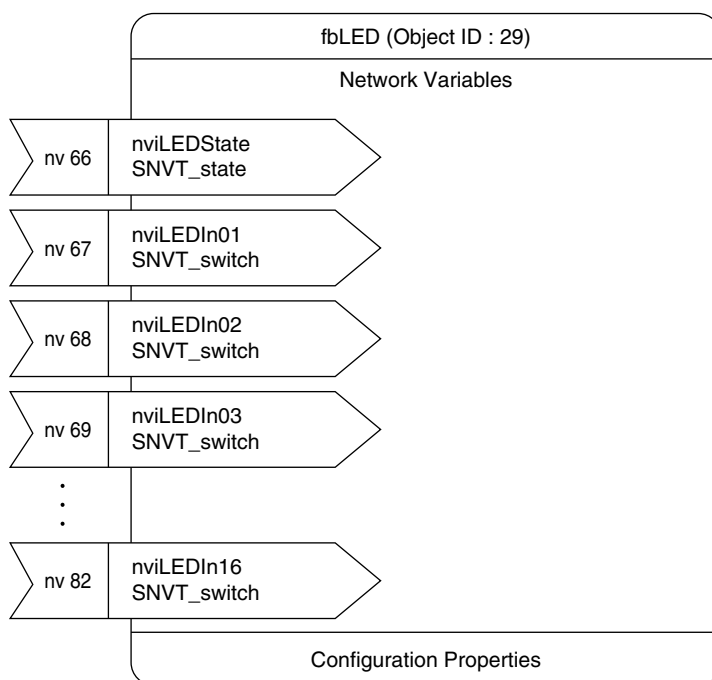 fbLED (Object ID : 29)
Network Variables
nv 66
nviLEDState
SNVT_state
nv 67
nviLEDIn01
SNVT_switch
nv 68
nviLEDIn02
SNVT_switch
nv 69
nviLEDIn03
SNVT_switch
nv 82
nviLEDIn16
SNVT_switch
Configuration Properties